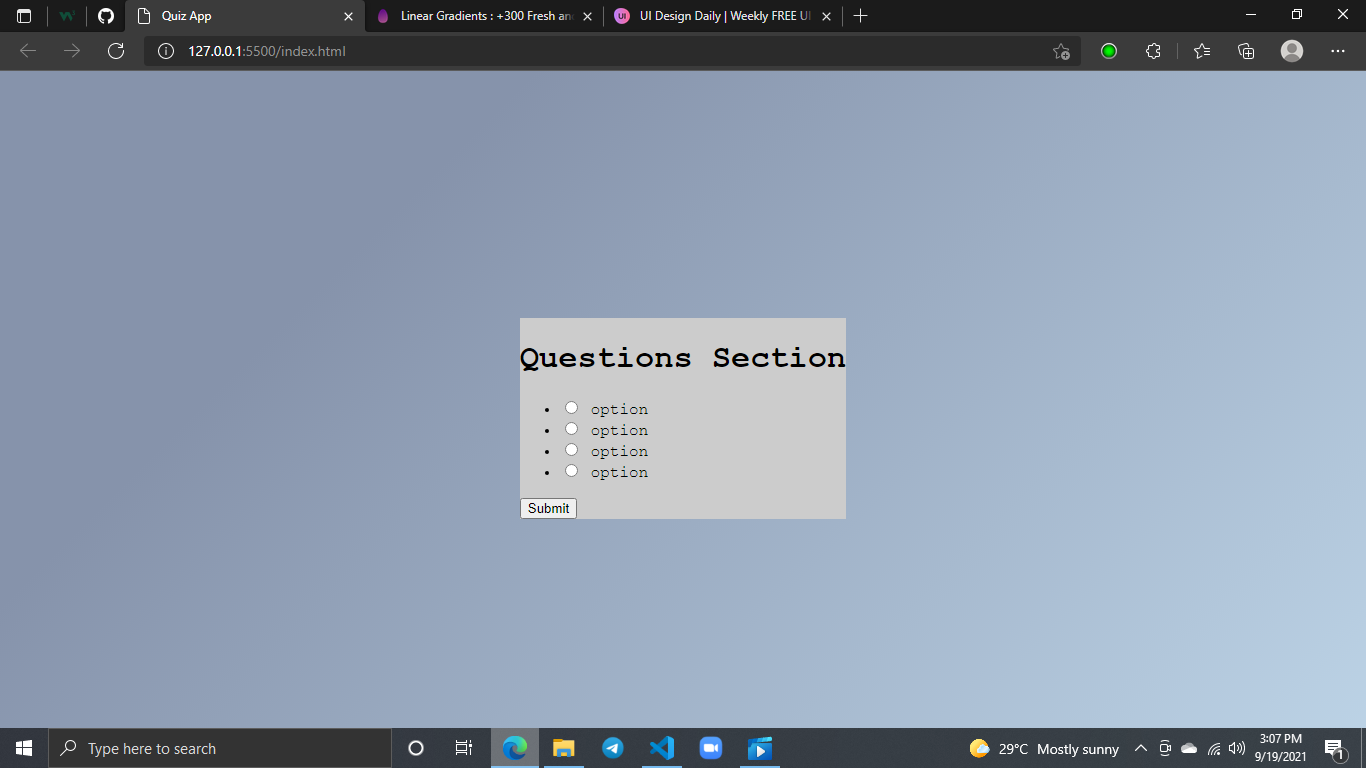 Quiz App
Linear Gradients : +300 Fresh an
UI
UI Design Daily | Weekly FREE UI
127.0.0.1:5500/index.html
Questions Section
option
option
option
option
Submit
Type here to search
29°C Mostly sunny
3:07 PM
9/19/2021
1